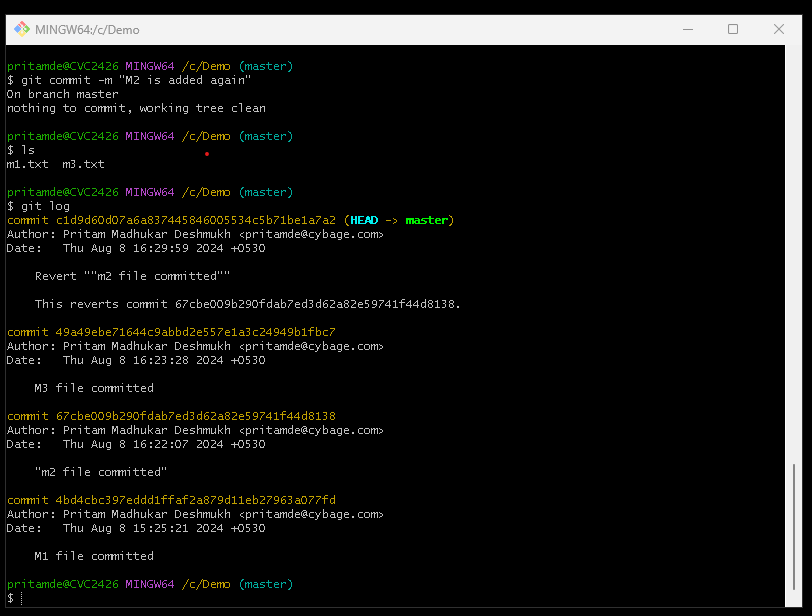 MINGW64:/c/Demo
pritamde@CVC2426 MINGW64 /c/Demo (master)
$ git commit -m "M2 is added again"
On branch master
nothing to commit, working tree clean
pritamde@CVC2426 MINGW64 /c/Demo (master)
$ ls
m1.txt  m3.txt
pritamde@CVC2426 MINGW64 /c/Demo (master)
$ git log
commit c1d9d60d07a6a837445846005534c5b71be1a7a2 (HEAD -> master)
Author: Pritam Madhukar Deshmukh <pritamde@cybage.com>
Date:   Thu Aug 8 16:29:59 2024 +0530
Revert ""m2 file committed""
This reverts commit 67cbe009b290fdab7ed3d62a82e59741f44d8138.
commit 49a49ebe71644c9abbd2e557e1a3c24949b1fbc7
Author: Pritam Madhukar Deshmukh <pritamde@cybage.com>
Date:   Thu Aug 8 16:23:28 2024 +0530
M3 file committed
commit 67cbe009b290fdab7ed3d62a82e59741f44d8138
Author: Pritam Madhukar Deshmukh <pritamde@cybage.com>
Date:   Thu Aug 8 16:22:07 2024 +0530
"m2 file committed"
commit 4bd4cbc397eddd1ffaf2a879d11eb27963a077fd
Author: Pritam Madhukar Deshmukh <pritamde@cybage.com>
Date:   Thu Aug 8 15:25:21 2024 +0530
M1 file committed
pritamde@CVC2426 MINGW64 /c/Demo (master)
$